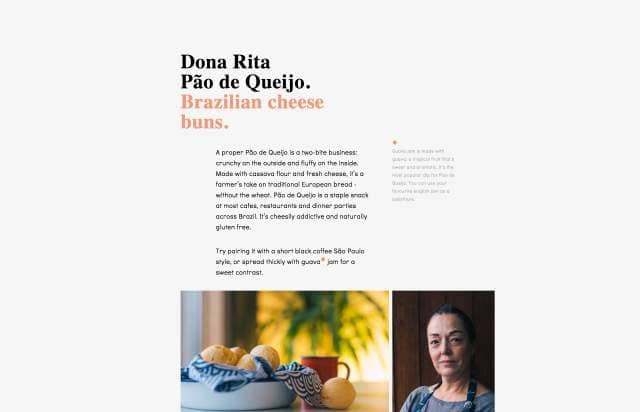 Dona Rita
Pão de Queijo.
Brazilian cheese
buns.
A proper Pão de Queijo is a two-bite business:
crunchy on the outside and fluffy on the inside.
Made with cassava flour and fresh cheese, it's a
farmer's take on traditional European bread -
without the wheat. Pão de Queijo is a staple snack
at most cafes, restaurants and dinner parties
across Brazil. It's cheesily addictive and naturally
gluten free.
Try pairing it with a short black coffee São Paulo
style, or spread thickly with guava* jam for a
sweet contrast.
*
Guava jam is made with
guava, a tropical fruit that's
sweet and aromatic. It's the
most popular dip for Pão de
Queijo. You can use your
favourite english jam as a
substitute.